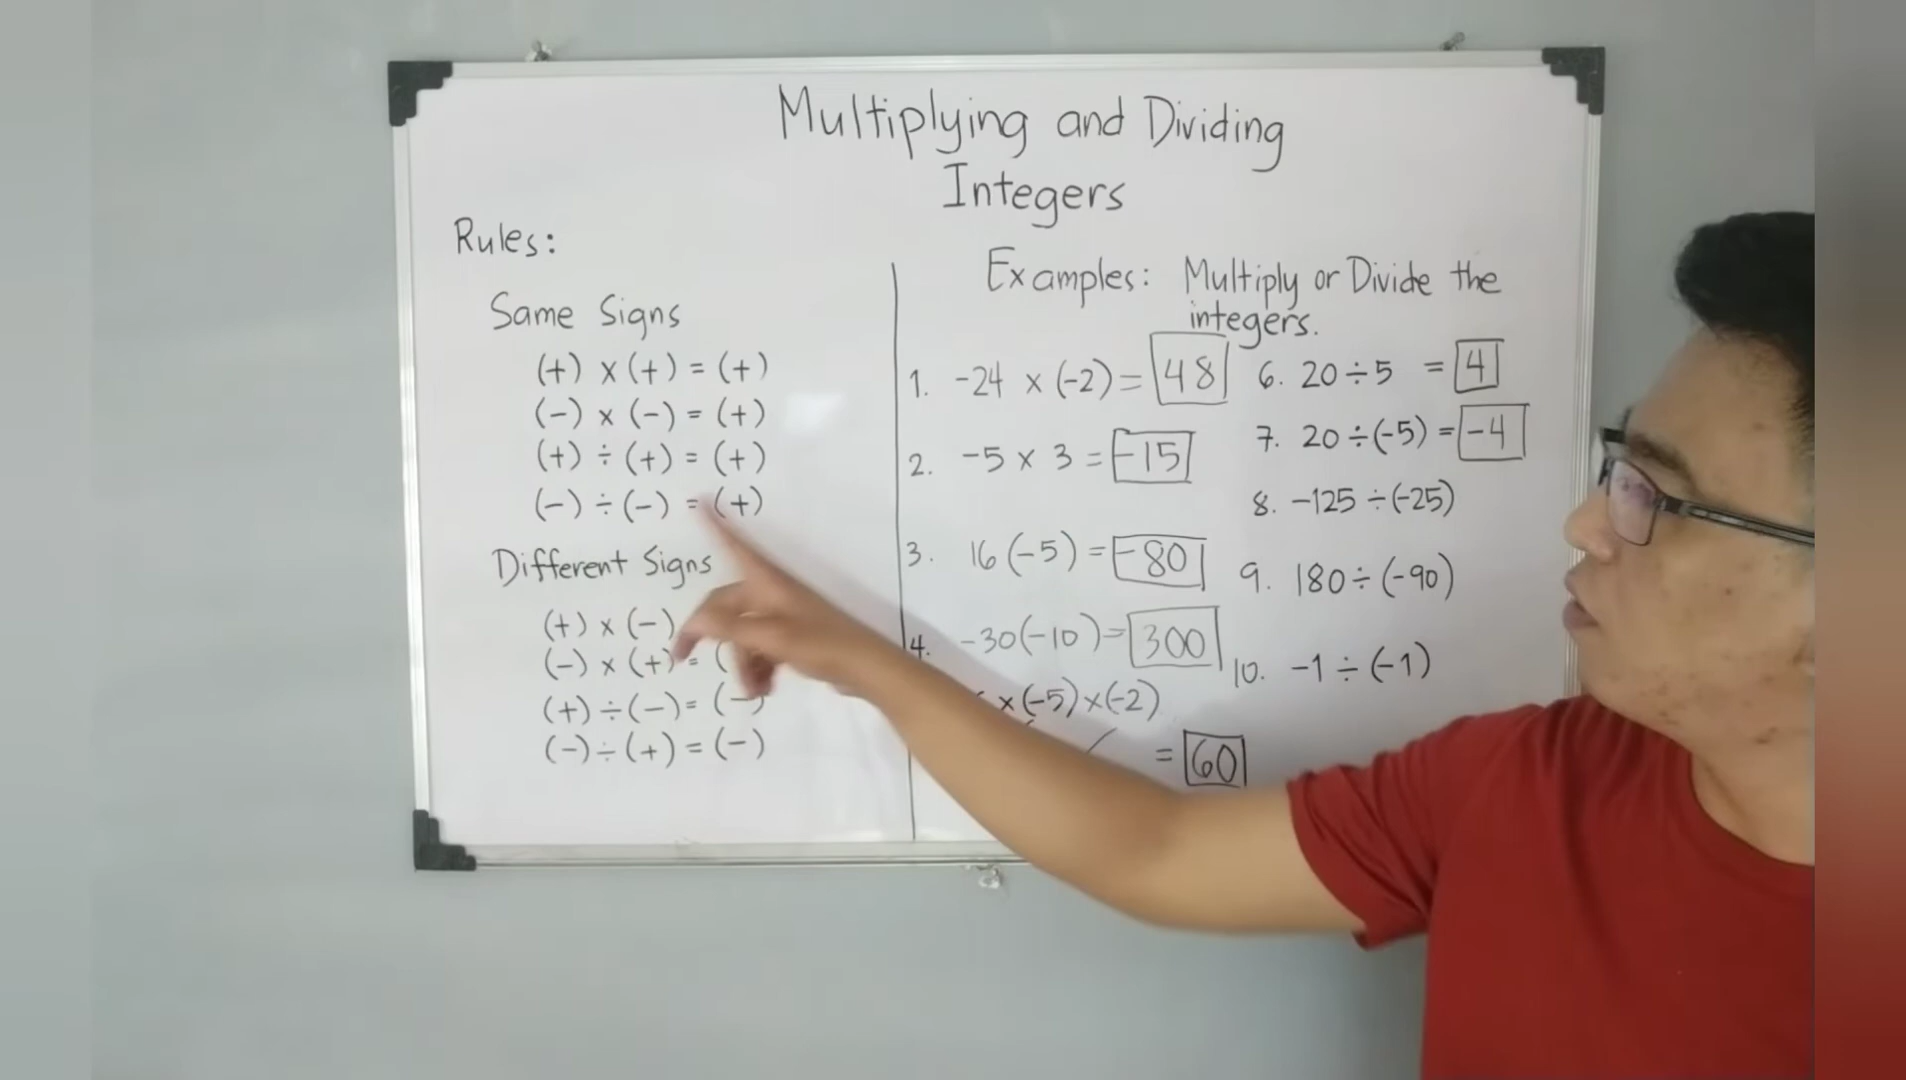 Multiplying and Dividing
Integers
Rules:
Same Signs
(+) x (+) = (+)
(-) x (-) = (+)
(+) ÷ (+) = (+)
(-) ÷ (-) = (+)
Different Signs
(+) x (-)
(-) x (+) = (
(+) ÷ (-) = (-)
(-) ÷ (+) = (-)
Examples: Multiply or Divide the
integers.
1. -24 x (-2) = 48
2. -5 x 3 = -15
3. 16(-5) = -80
4. -30(-10) = 300
x(-5)x(-2)
= 60
6. 20 ÷ 5 = 4
7. 20 ÷ (-5) = -4
8. -125 ÷ (-25)
9. 180 ÷ (-90)
10. -1 ÷ (-1)